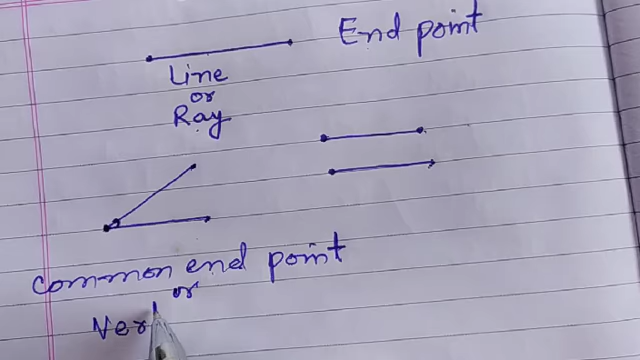 End point
Line
or
Ray
common end point
or
Ver